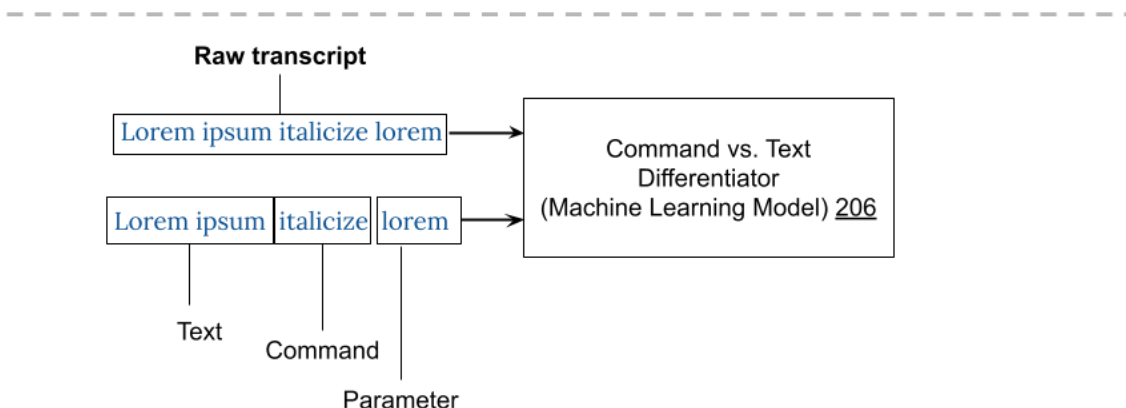 Raw transcript
Lorem ipsum italicize lorem
Command vs. Text
Differentiator
(Machine Learning Model) 206
Lorem ipsum italicize lorem
Text
Command
Parameter